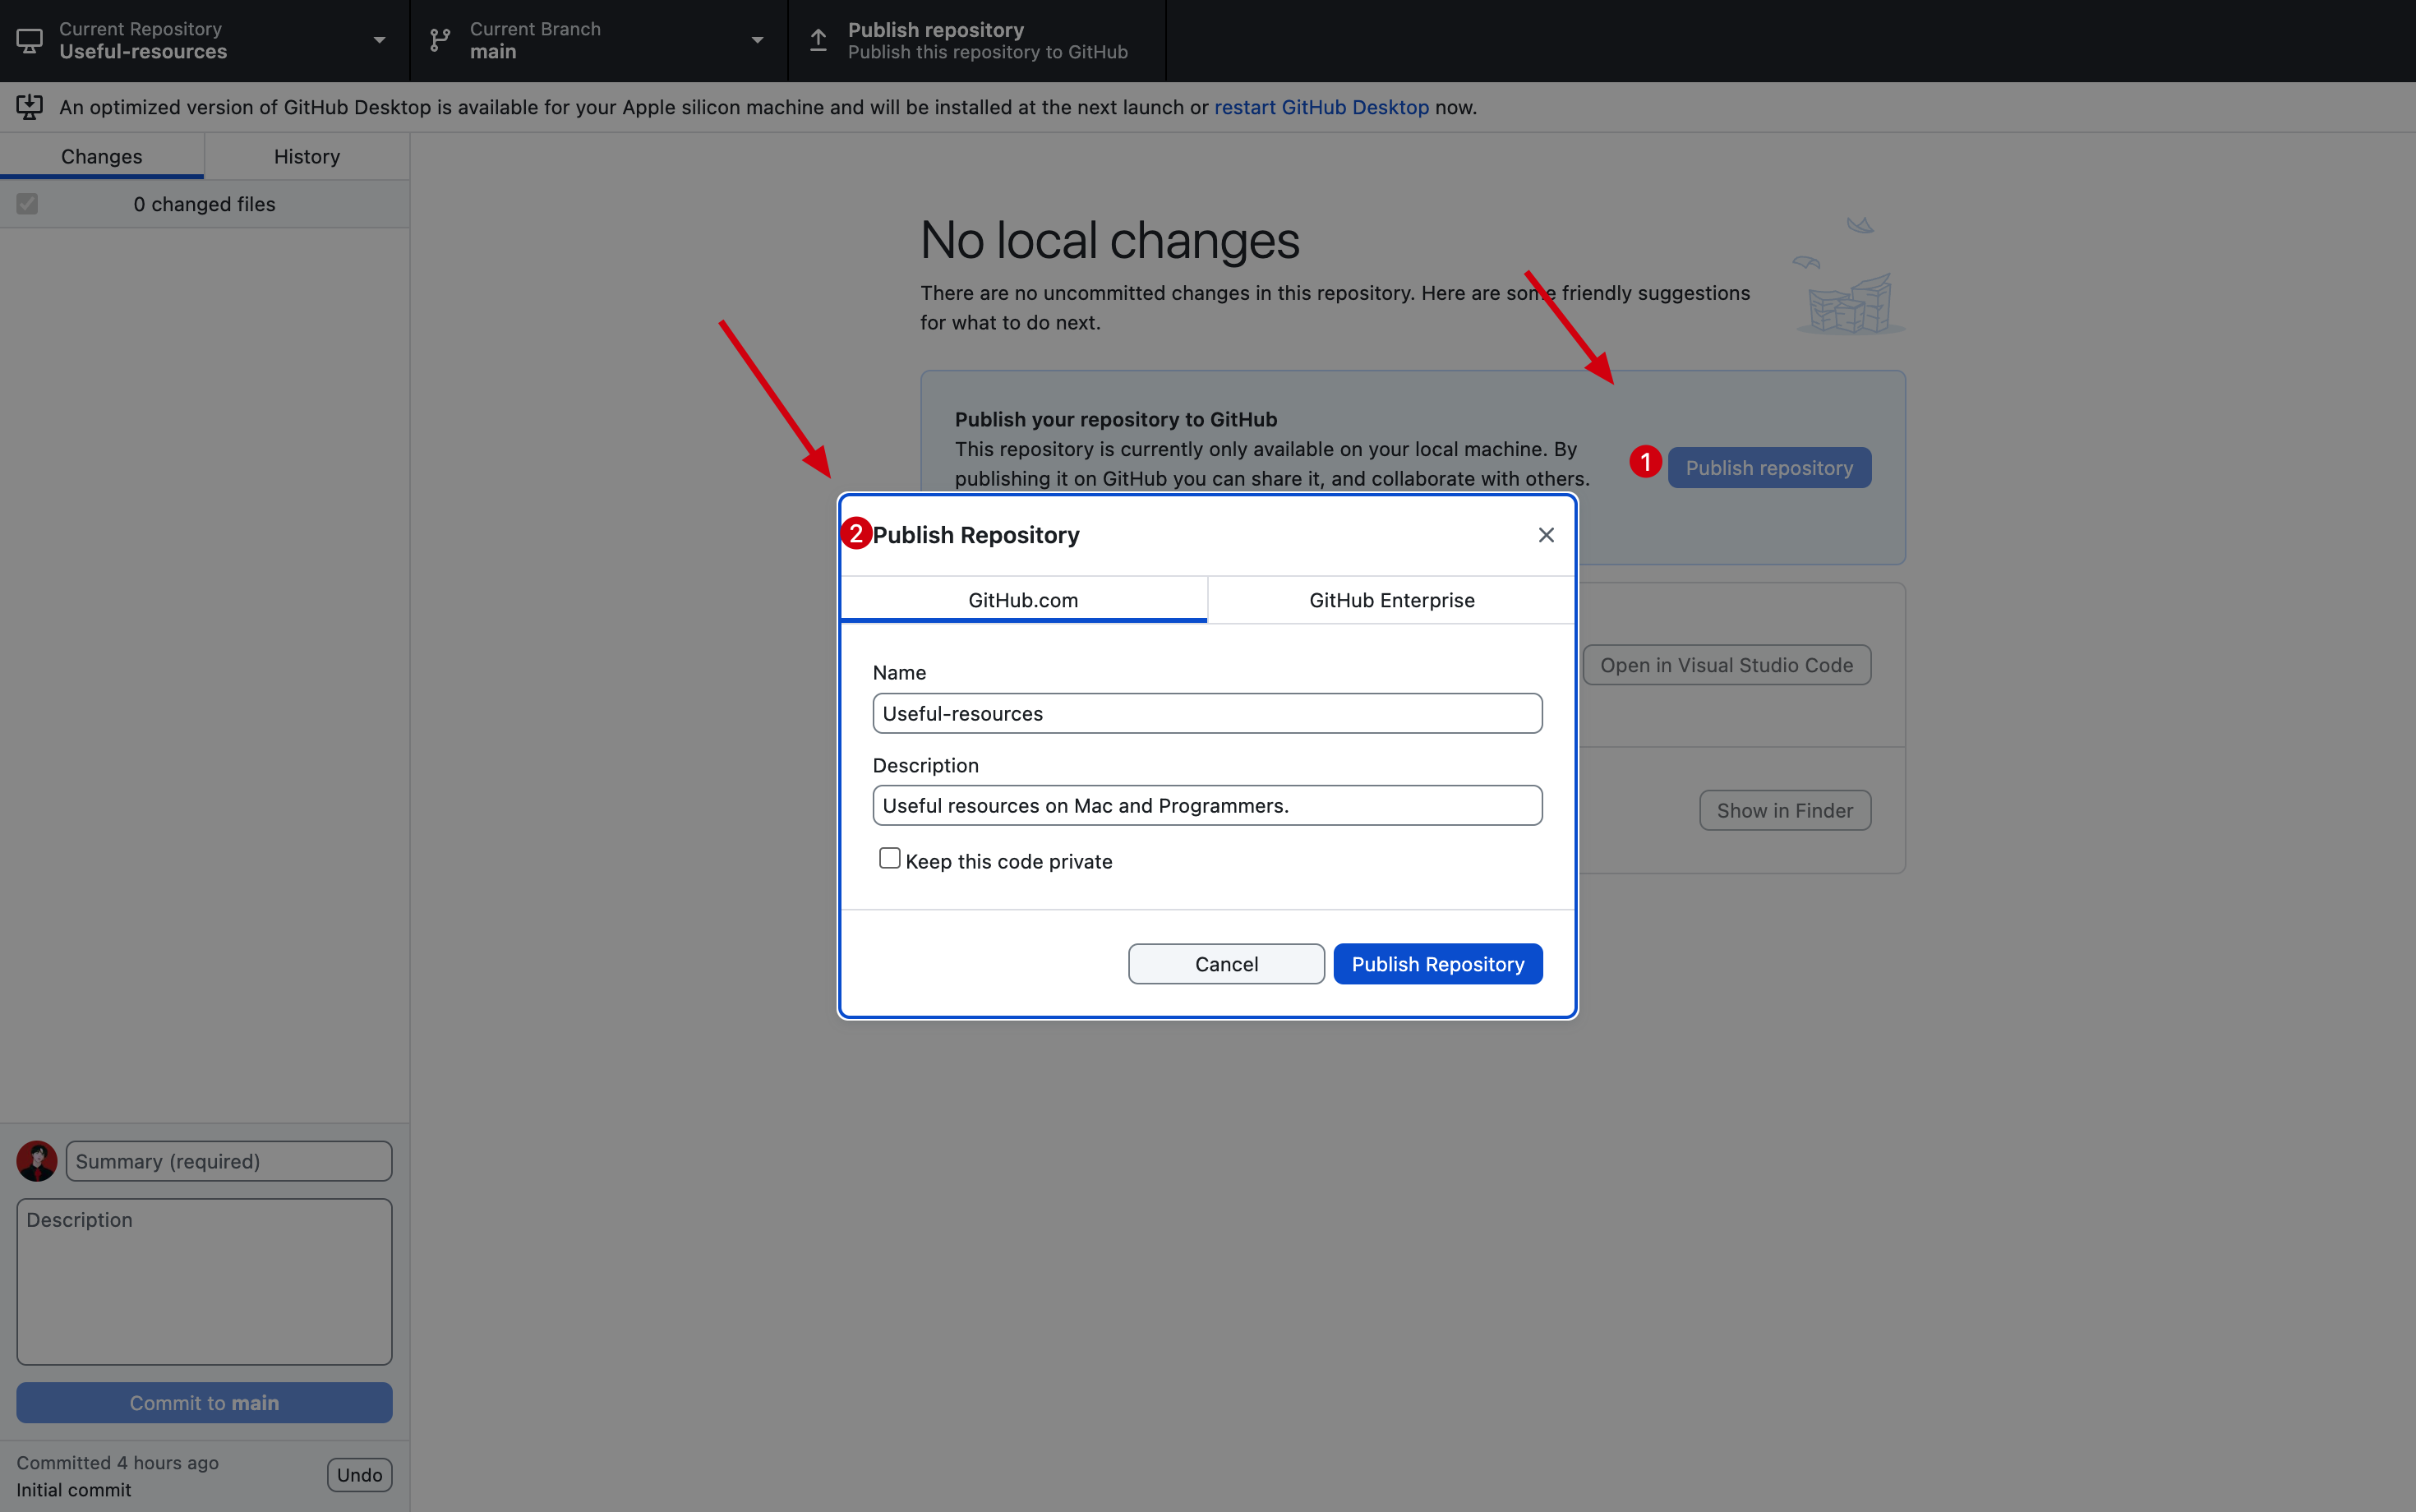 Current Repository
Useful-resources
Current Branch
main
Publish repository
Publish this repository to GitHub
An optimized version of GitHub Desktop is available for your Apple silicon machine and will be installed at the next launch or restart GitHub Desktop now.
Changes
History
0 changed files
No local changes
There are no uncommitted changes in this repository. Here are some friendly suggestions
for what to do next.
Publish your repository to GitHub
This repository is currently only available on your local machine. By
publishing it on GitHub you can share it, and collaborate with others.
1
Publish repository
2
Publish Repository
GitHub.com
GitHub Enterprise
Name
Useful-resources
Description
Useful resources on Mac and Programmers.
Keep this code private
Cancel
Publish Repository
Open in Visual Studio Code
Show in Finder
Summary (required)
Description
Commit to main
Committed 4 hours ago
Initial commit
Undo